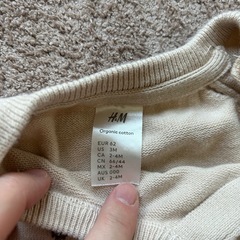 H&M
Organic cotton
EUR 62
US 3M
CA 2-4M
CN 66/44
MX 2-4M
AUS 000
UK 2-4M